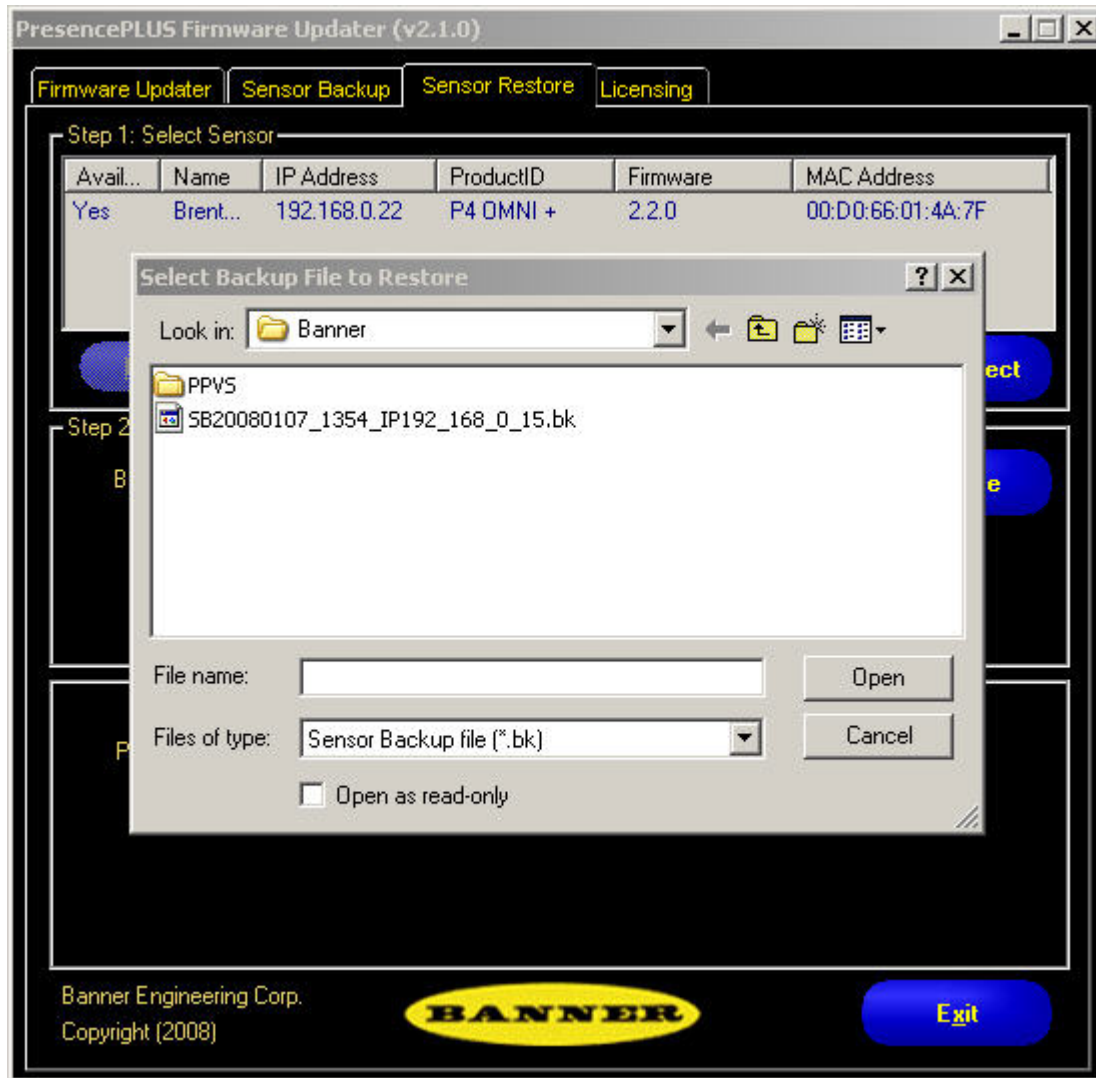 PresencePLUS Firmware Updater (v2.1.0)
Firmware Updater Sensor Backup Sensor Restore Licensing
Step 1: Select Sensor
Avail... Name IP Address ProductID Firmware MAC Address
Yes Brent... 192.168.0.22 P4 OMNI + 2.2.0 00:D0:66:01:4A:7F
Select Backup File to Restore
Look in: Banner
PPVS
SB20080107_1354_IP192_168_0_15.bk
ect
Step 2
B
e
File name:
Open
Files of type: Sensor Backup file (*.bk)
Cancel
P
Open as read-only
Banner Engineering Corp.
Copyright (2008)
BANNER
Exit